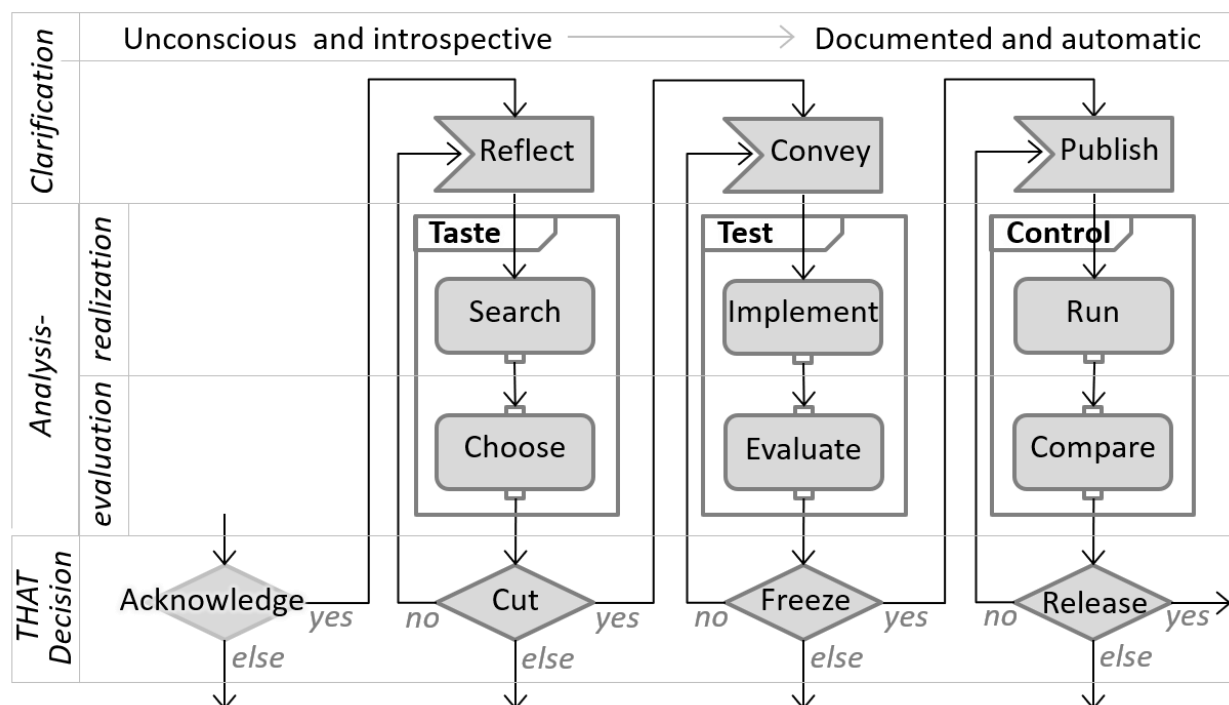 Unconscious and introspective
Documented and automatic
Clarification
Reflect
Convey
Publish
Analysis-
realization
Taste
Test
Control
Search
Implement
Run
evaluation
Choose
Evaluate
Compare
THAT
Decision
Acknowledge
yes
else
no
Cut
yes
else
no
Freeze
yes
else
no
Release
yes
else